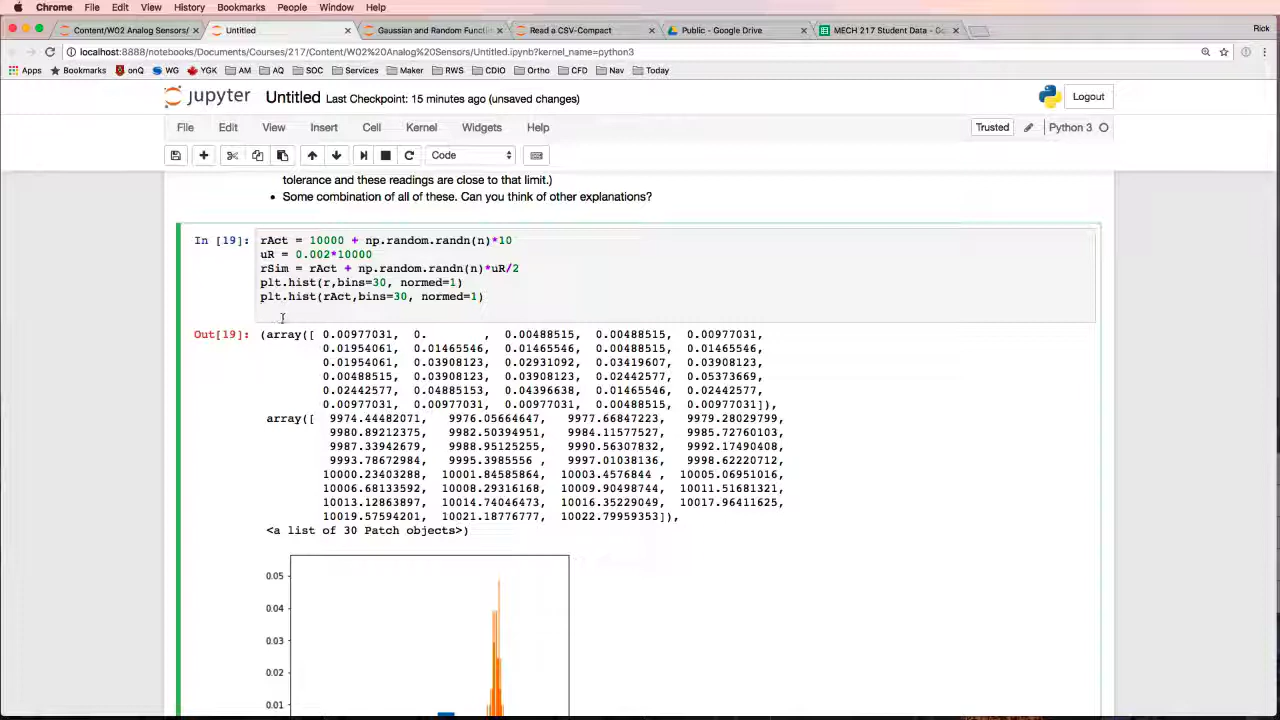 Chrome File Edit View History Bookmarks People Window Help
Content/W02 Analog Sensors/ Untitled Gaussian and Random Functi Read a CSV-Compact Public - Google Drive MECH 217 Student Data - Go Rick
localhost:8888/notebooks/Documents/Courses/217/Content/W02%20Analog%20Sensors/Untitled.ipynb?kernel_name=python3
Apps Bookmarks onQ WG YGK AM AQ SOC Services Maker RWS CDIO Ortho CFD Nav Today
jupyter Untitled Last Checkpoint: 15 minutes ago (unsaved changes) Logout
File Edit View Insert Cell Kernel Widgets Help Trusted Python 3
Code
tolerance and these readings are close to that limit.)
• Some combination of all of these. Can you think of other explanations?
In [19]: rAct = 10000 + np.random.randn(n)*10
uR = 0.002*10000
rSim = rAct + np.random.randn(n)*uR/2
plt.hist(r,bins=30, normed=1)
plt.hist(rAct,bins=30, normed=1)
Out[19]: (array([ 0.00977031, 0. , 0.00488515, 0.00488515, 0.00977031,
0.01954061, 0.01465546, 0.01465546, 0.00488515, 0.01465546,
0.01954061, 0.03908123, 0.02931092, 0.03419607, 0.03908123,
0.00488515, 0.03908123, 0.03908123, 0.02442577, 0.05373669,
0.02442577, 0.04885153, 0.04396638, 0.01465546, 0.02442577,
0.00977031, 0.00977031, 0.00977031, 0.00488515, 0.00977031]),
array([ 9974.44482071, 9976.05664647, 9977.66847223, 9979.28029799,
9980.89212375, 9982.50394951, 9984.11577527, 9985.72760103,
9987.33942679, 9988.95125255, 9990.56307832, 9992.17490408,
9993.78672984, 9995.3985556 , 9997.01038136, 9998.62220712,
10000.23403288, 10001.84585864, 10003.4576844 , 10005.06951016,
10006.68133592, 10008.29316168, 10009.90498744, 10011.51681321,
10013.12863897, 10014.74046473, 10016.35229049, 10017.96411625,
10019.57594201, 10021.18776777, 10022.79959353]),
<a list of 30 Patch objects>)
0.05
0.04
0.03
0.02
0.01